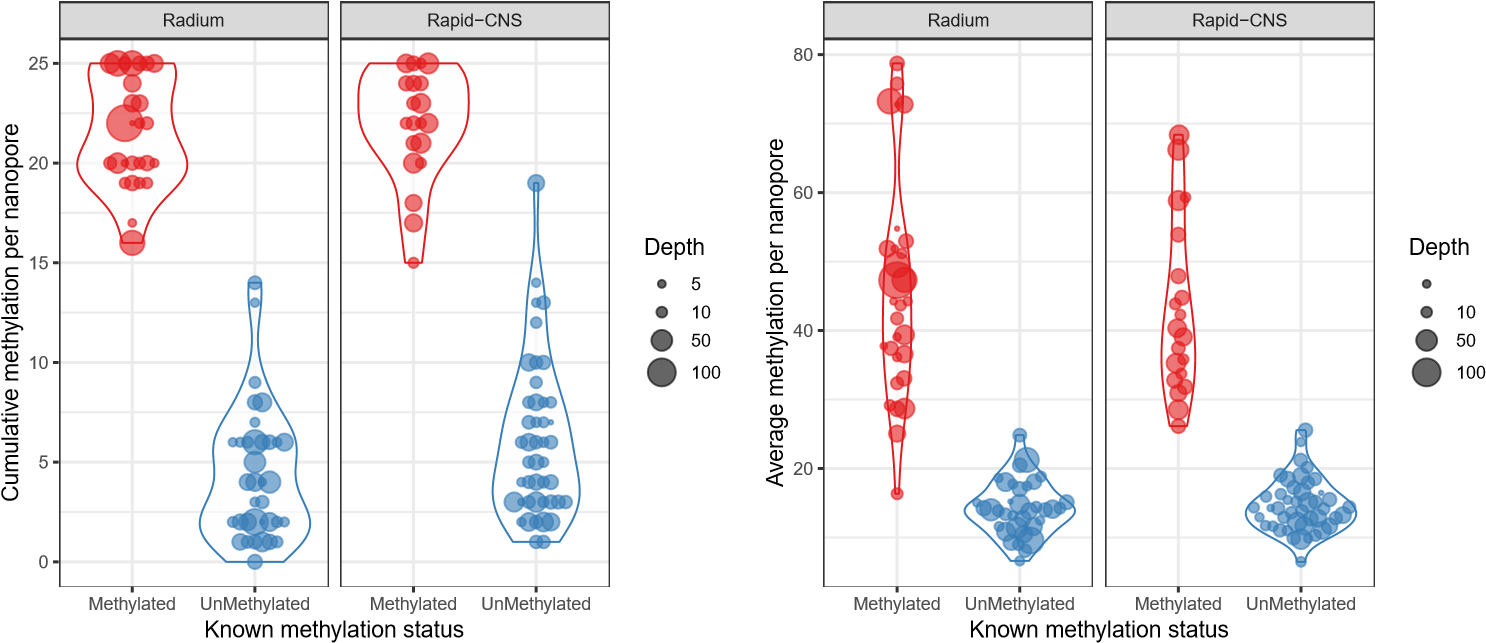 Radium
Rapid−CNS
Cumulative methylation per nanopore
25
20
15
10
5
0
Methylated
UnMethylated
Methylated
UnMethylated
Known methylation status
Depth
5
10
50
100
Radium
Rapid−CNS
Average methylation per nanopore
80
60
40
20
Methylated
UnMethylated
Methylated
UnMethylated
Known methylation status
Depth
10
50
100